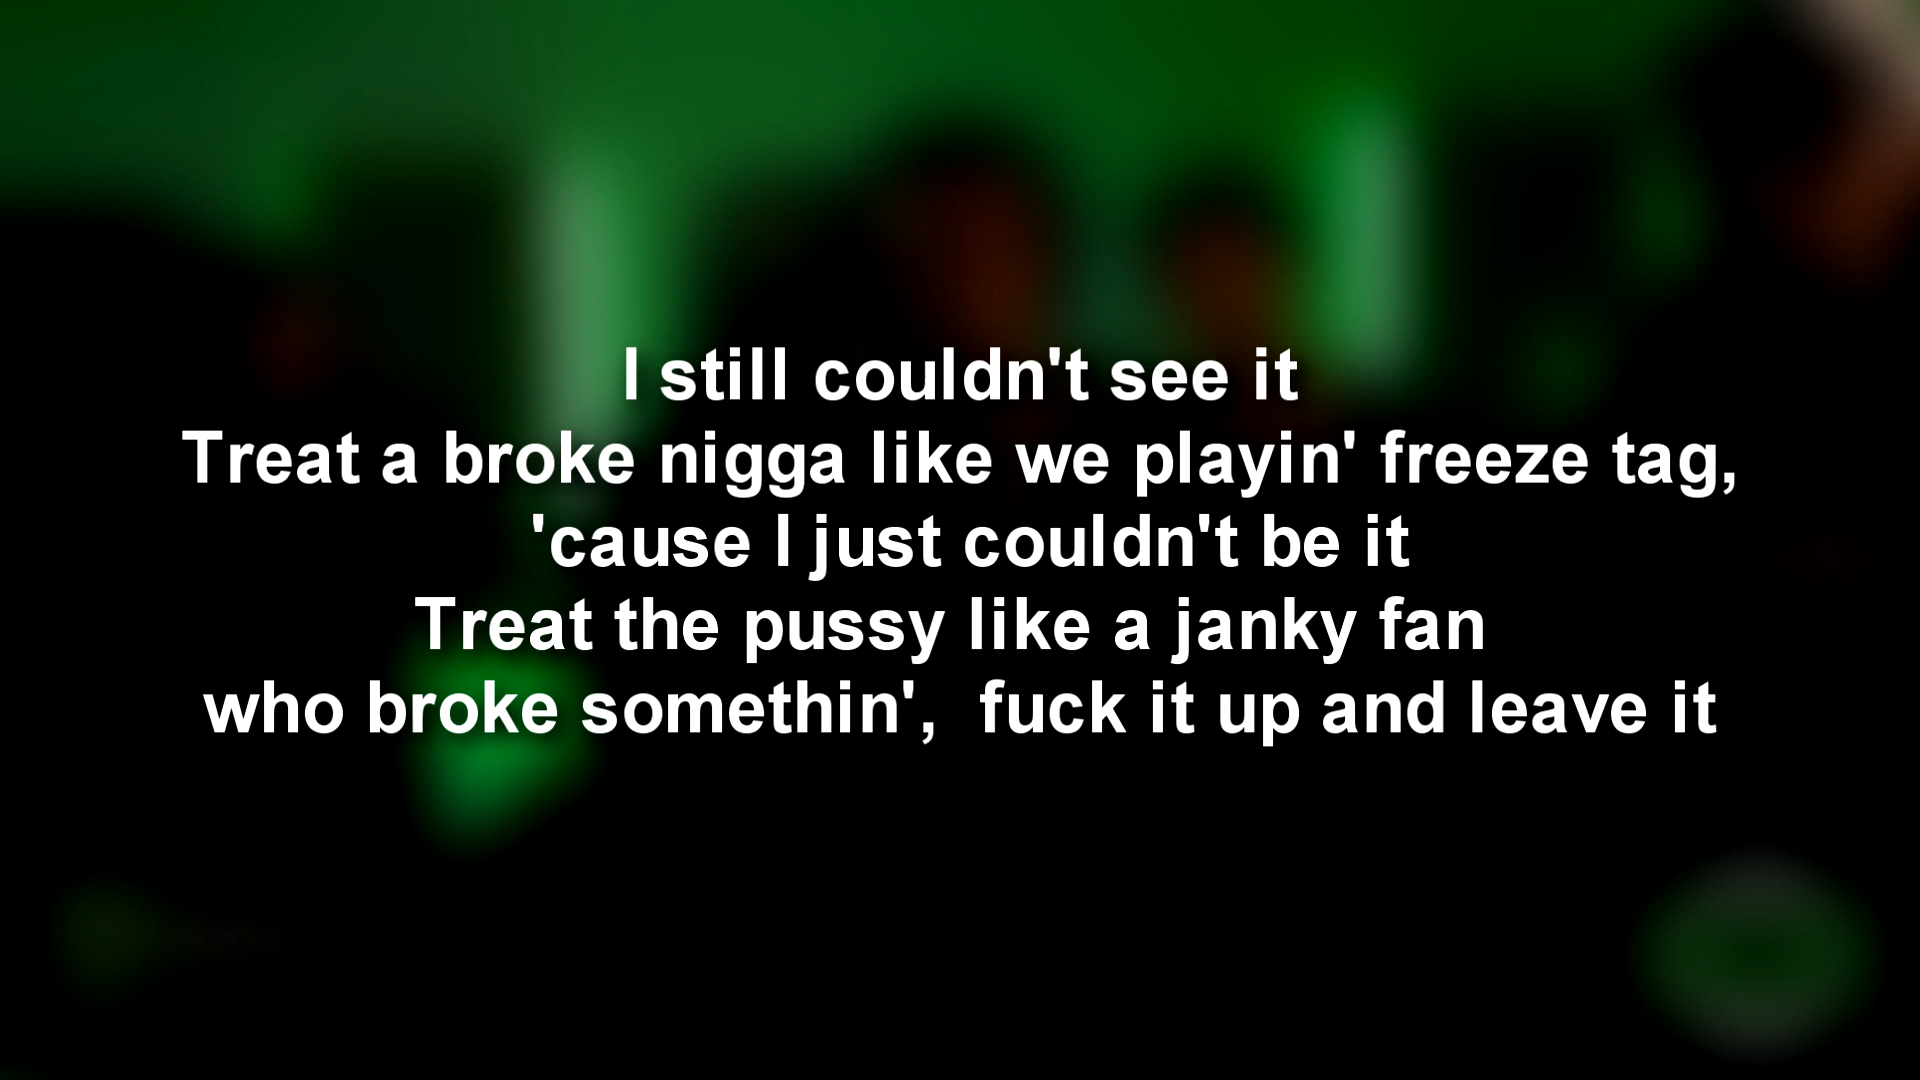 I still couldn't see it
Treat a broke nigga like we playin' freeze tag,
'cause I just couldn't be it
Treat the pussy like a janky fan
who broke somethin',  fuck it up and leave it